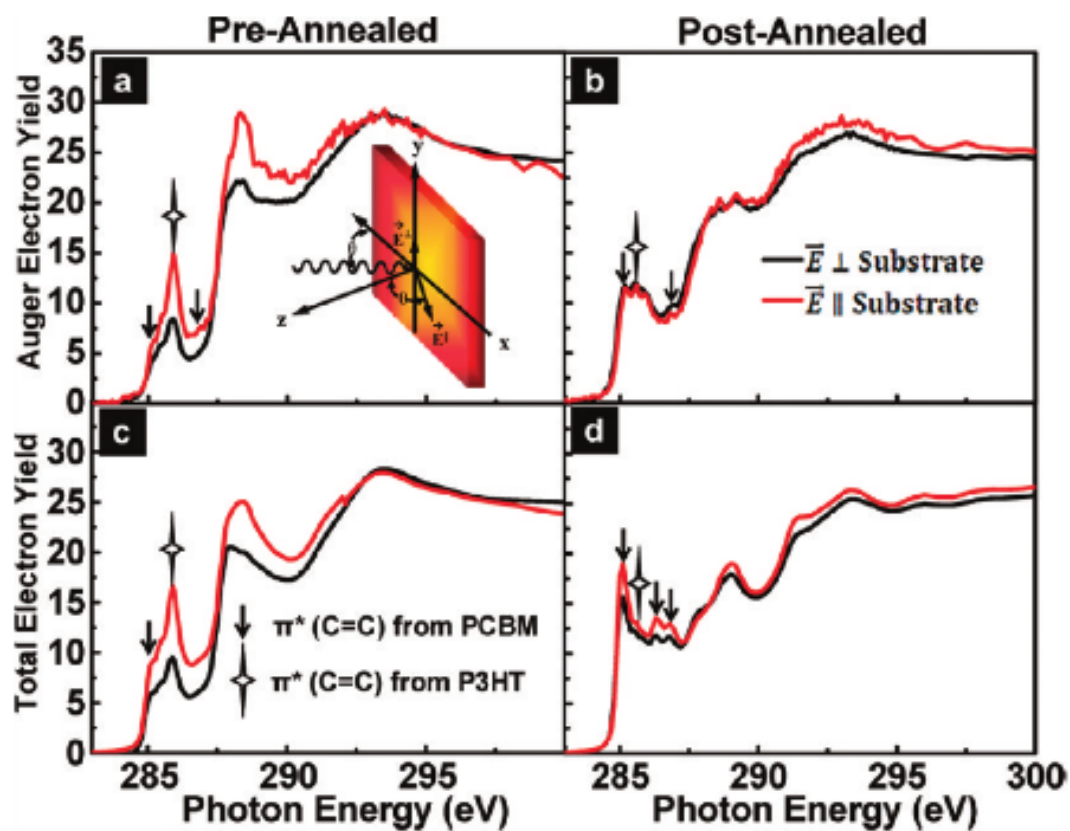 Pre-Annealed
Post-Annealed
Auger Electron Yield
35
30
25
20
15
10
5
0
a
y
E⊥
θ
z
x
E∥
b
E ⊥ Substrate
E ∥ Substrate
Total Electron Yield
30
25
20
15
10
5
0
c
π* (C=C) from PCBM
π* (C=C) from P3HT
d
285
290
295
285
290
295
300
Photon Energy (eV)
Photon Energy (eV)